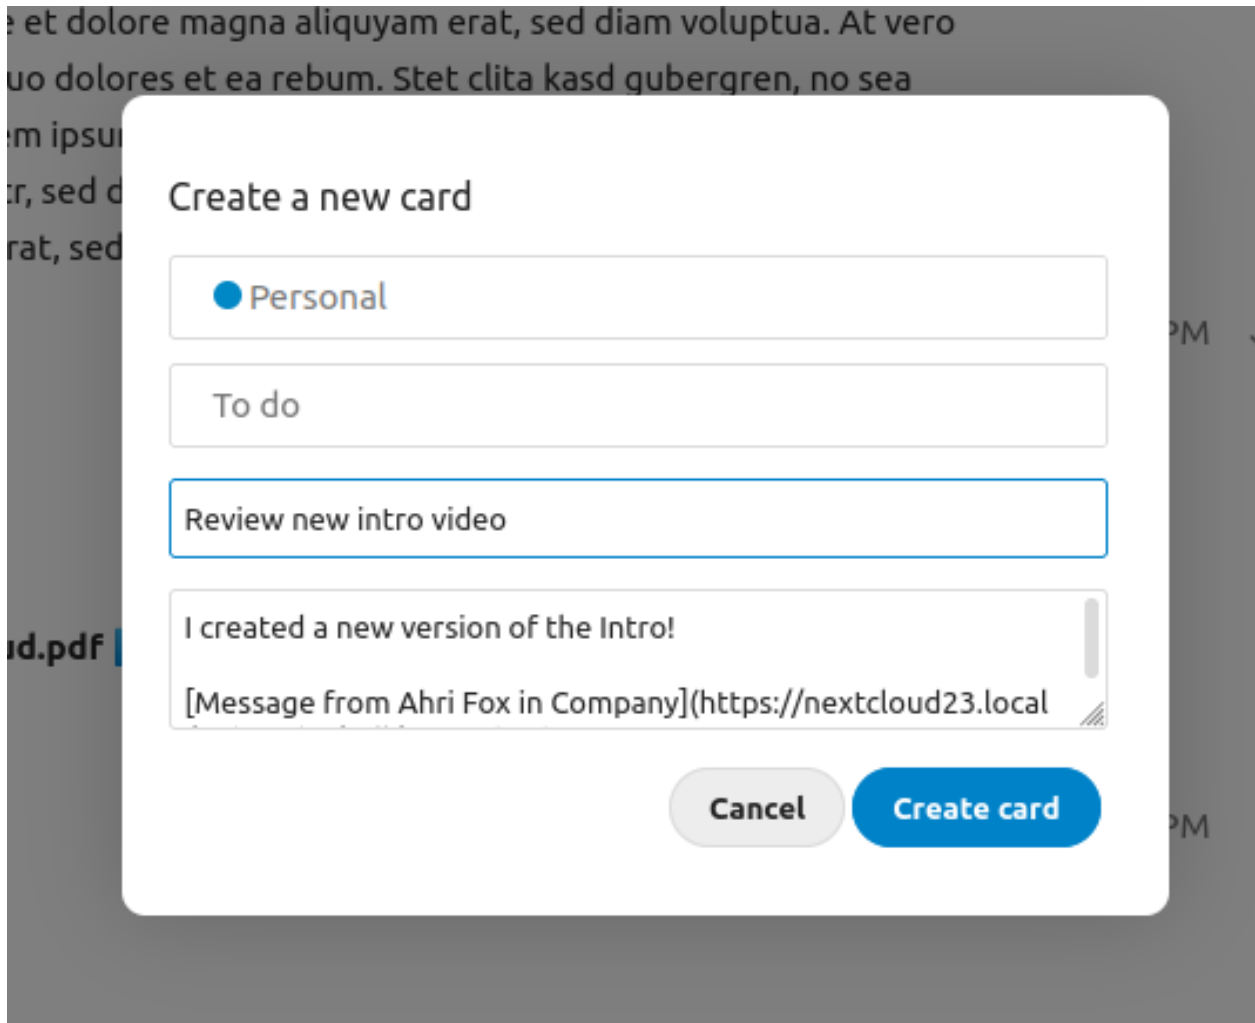 et dolore magna aliquyam erat, sed diam voluptua. At vero
uo dolores et ea rebum. Stet clita kasd gubergren, no sea
em ipsu
tr, sed d
rat, sed
Create a new card
Personal
PM
To do
Review new intro video
I created a new version of the Intro!
ud.pdf
[Message from Ahri Fox in Company](https://nextcloud23.local
Cancel
Create card
PM